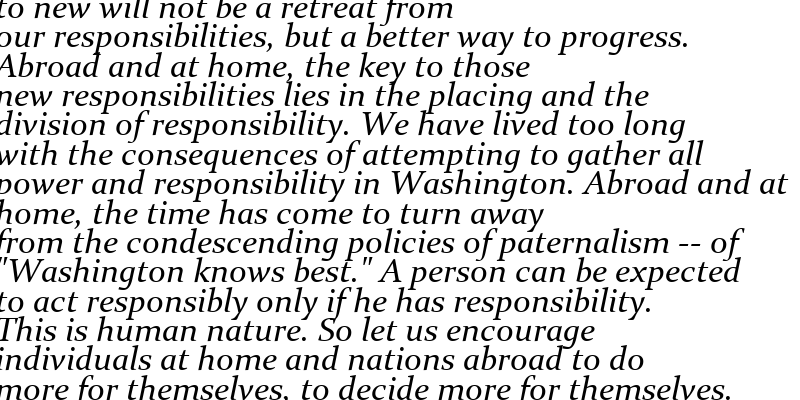 to new will not be a retreat from
our responsibilities, but a better way to progress.
Abroad and at home, the key to those
new responsibilities lies in the placing and the
division of responsibility. We have lived too long
with the consequences of attempting to gather all
power and responsibility in Washington. Abroad and at
home, the time has come to turn away
from the condescending policies of paternalism -- of
"Washington knows best." A person can be expected
to act responsibly only if he has responsibility.
This is human nature. So let us encourage
individuals at home and nations abroad to do
more for themselves, to decide more for themselves.